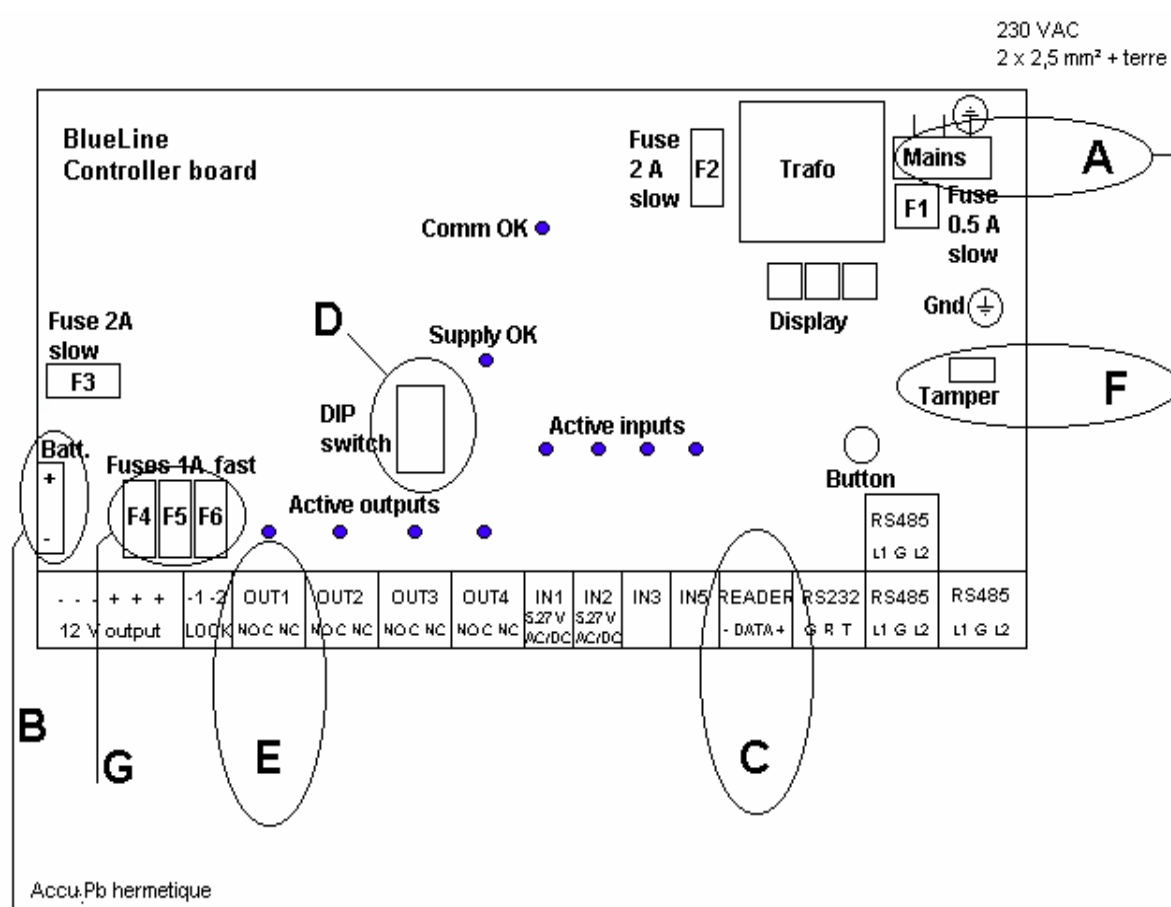 230 VAC
2 x 2,5 mm² + terre
BlueLine
Controller board
Fuse
2 A
slow
F2
Trafo
Mains
A
F1
Fuse
0.5 A
slow
Comm OK
Display
Gnd
Fuse 2A
slow
F3
D
Supply OK
DIP
switch
Tamper
F
Active inputs
Batt.
+
-
Fuses 1A fast
F4 F5 F6
Active outputs
Button
RS485
L1 G L2
- - - + + +
12 V output
-1 -2
LOCK
OUT1
NO C NC
OUT2
NO C NC
OUT3
NO C NC
OUT4
NO C NC
IN1
5.27 V
AC/DC
IN2
5.27 V
AC/DC
IN3
IN5
READER
- DATA +
RS232
G R T
RS485
L1 G L2
RS485
L1 G L2
B
G
E
C
Accu.Pb hermetique